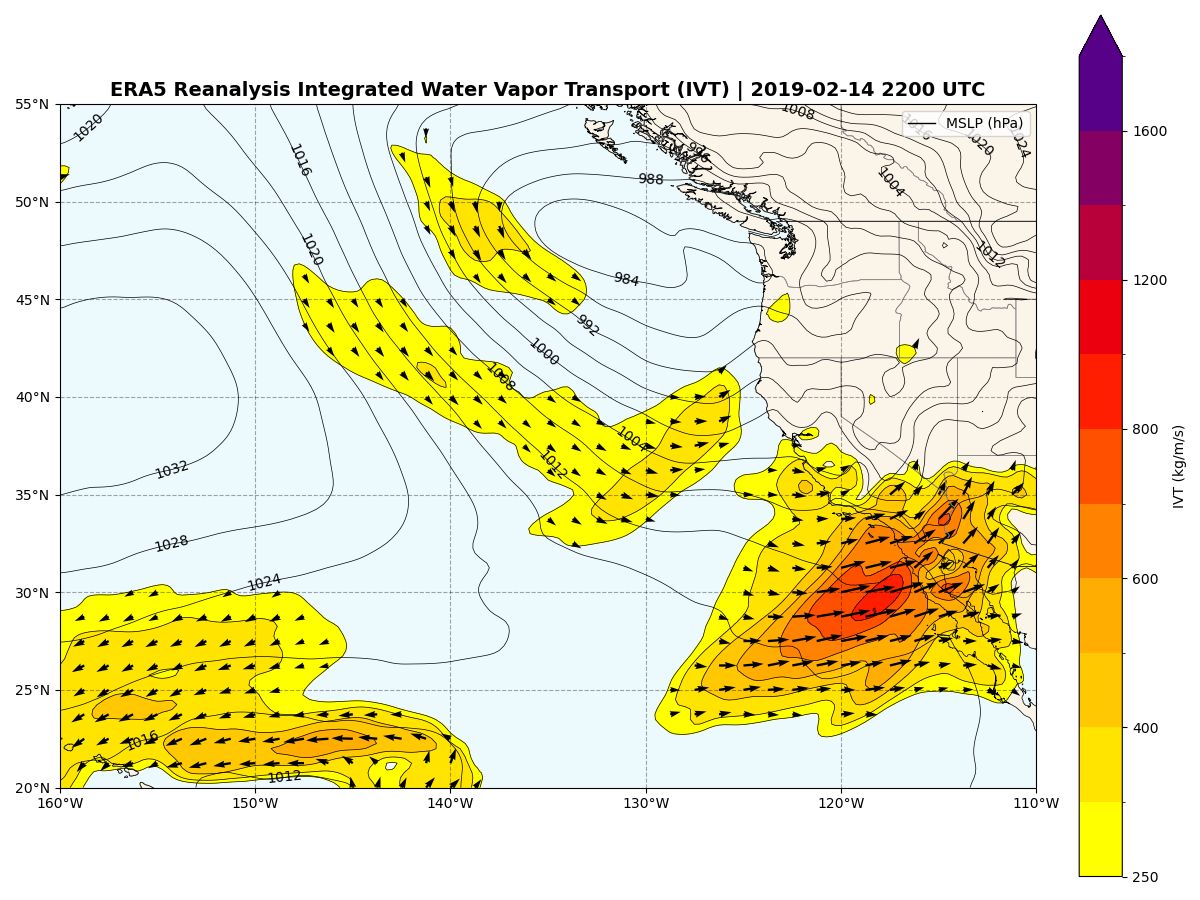 ERA5 Reanalysis Integrated Water Vapor Transport (IVT) | 2019-02-14 2200 UTC
MSLP (hPa)
55°N
50°N
45°N
40°N
35°N
30°N
25°N
20°N
160°W
150°W
140°W
130°W
120°W
110°W
1020
1016
1020
1008
1016
1020
1024
996
988
1004
1012
984
992
1000
1008
1004
1012
1032
1028
1024
1016
1012
1600
1200
800
600
400
250
IVT (kg/m/s)